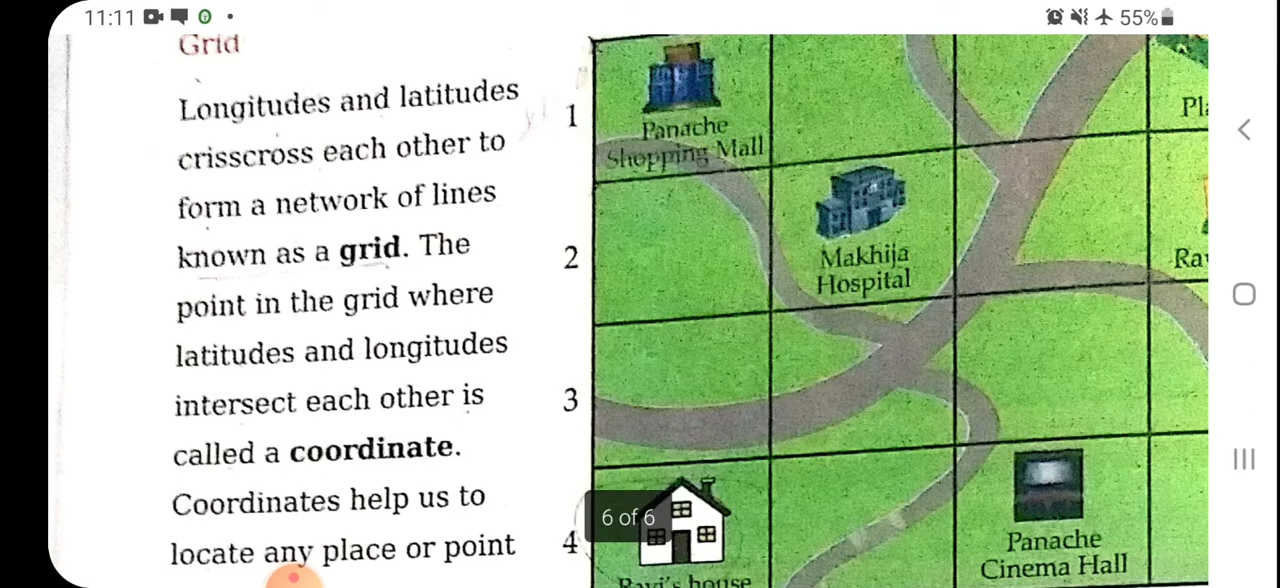 11:11
55%
Grid
Longitudes and latitudes
crisscross each other to
form a network of lines
known as a grid. The
point in the grid where
latitudes and longitudes
intersect each other is
called a coordinate.
Coordinates help us to
locate any place or point
1
2
3
4
Panache
Shopping Mall
Makhija
Hospital
Panache
Cinema Hall
Ravi's house
6 of 6